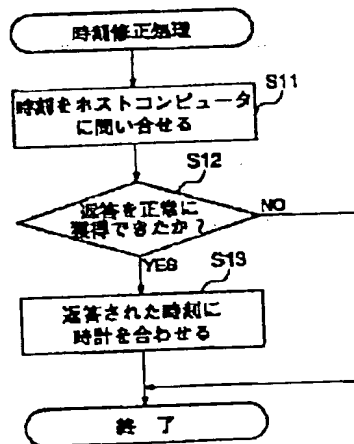 時刻修正処理
S11
時刻をホストコンピュータ
に問い合せる
S12
返答を正常に
獲得できたか?
NO
YES
S13
返答された時刻に
時計を合わせる
終了